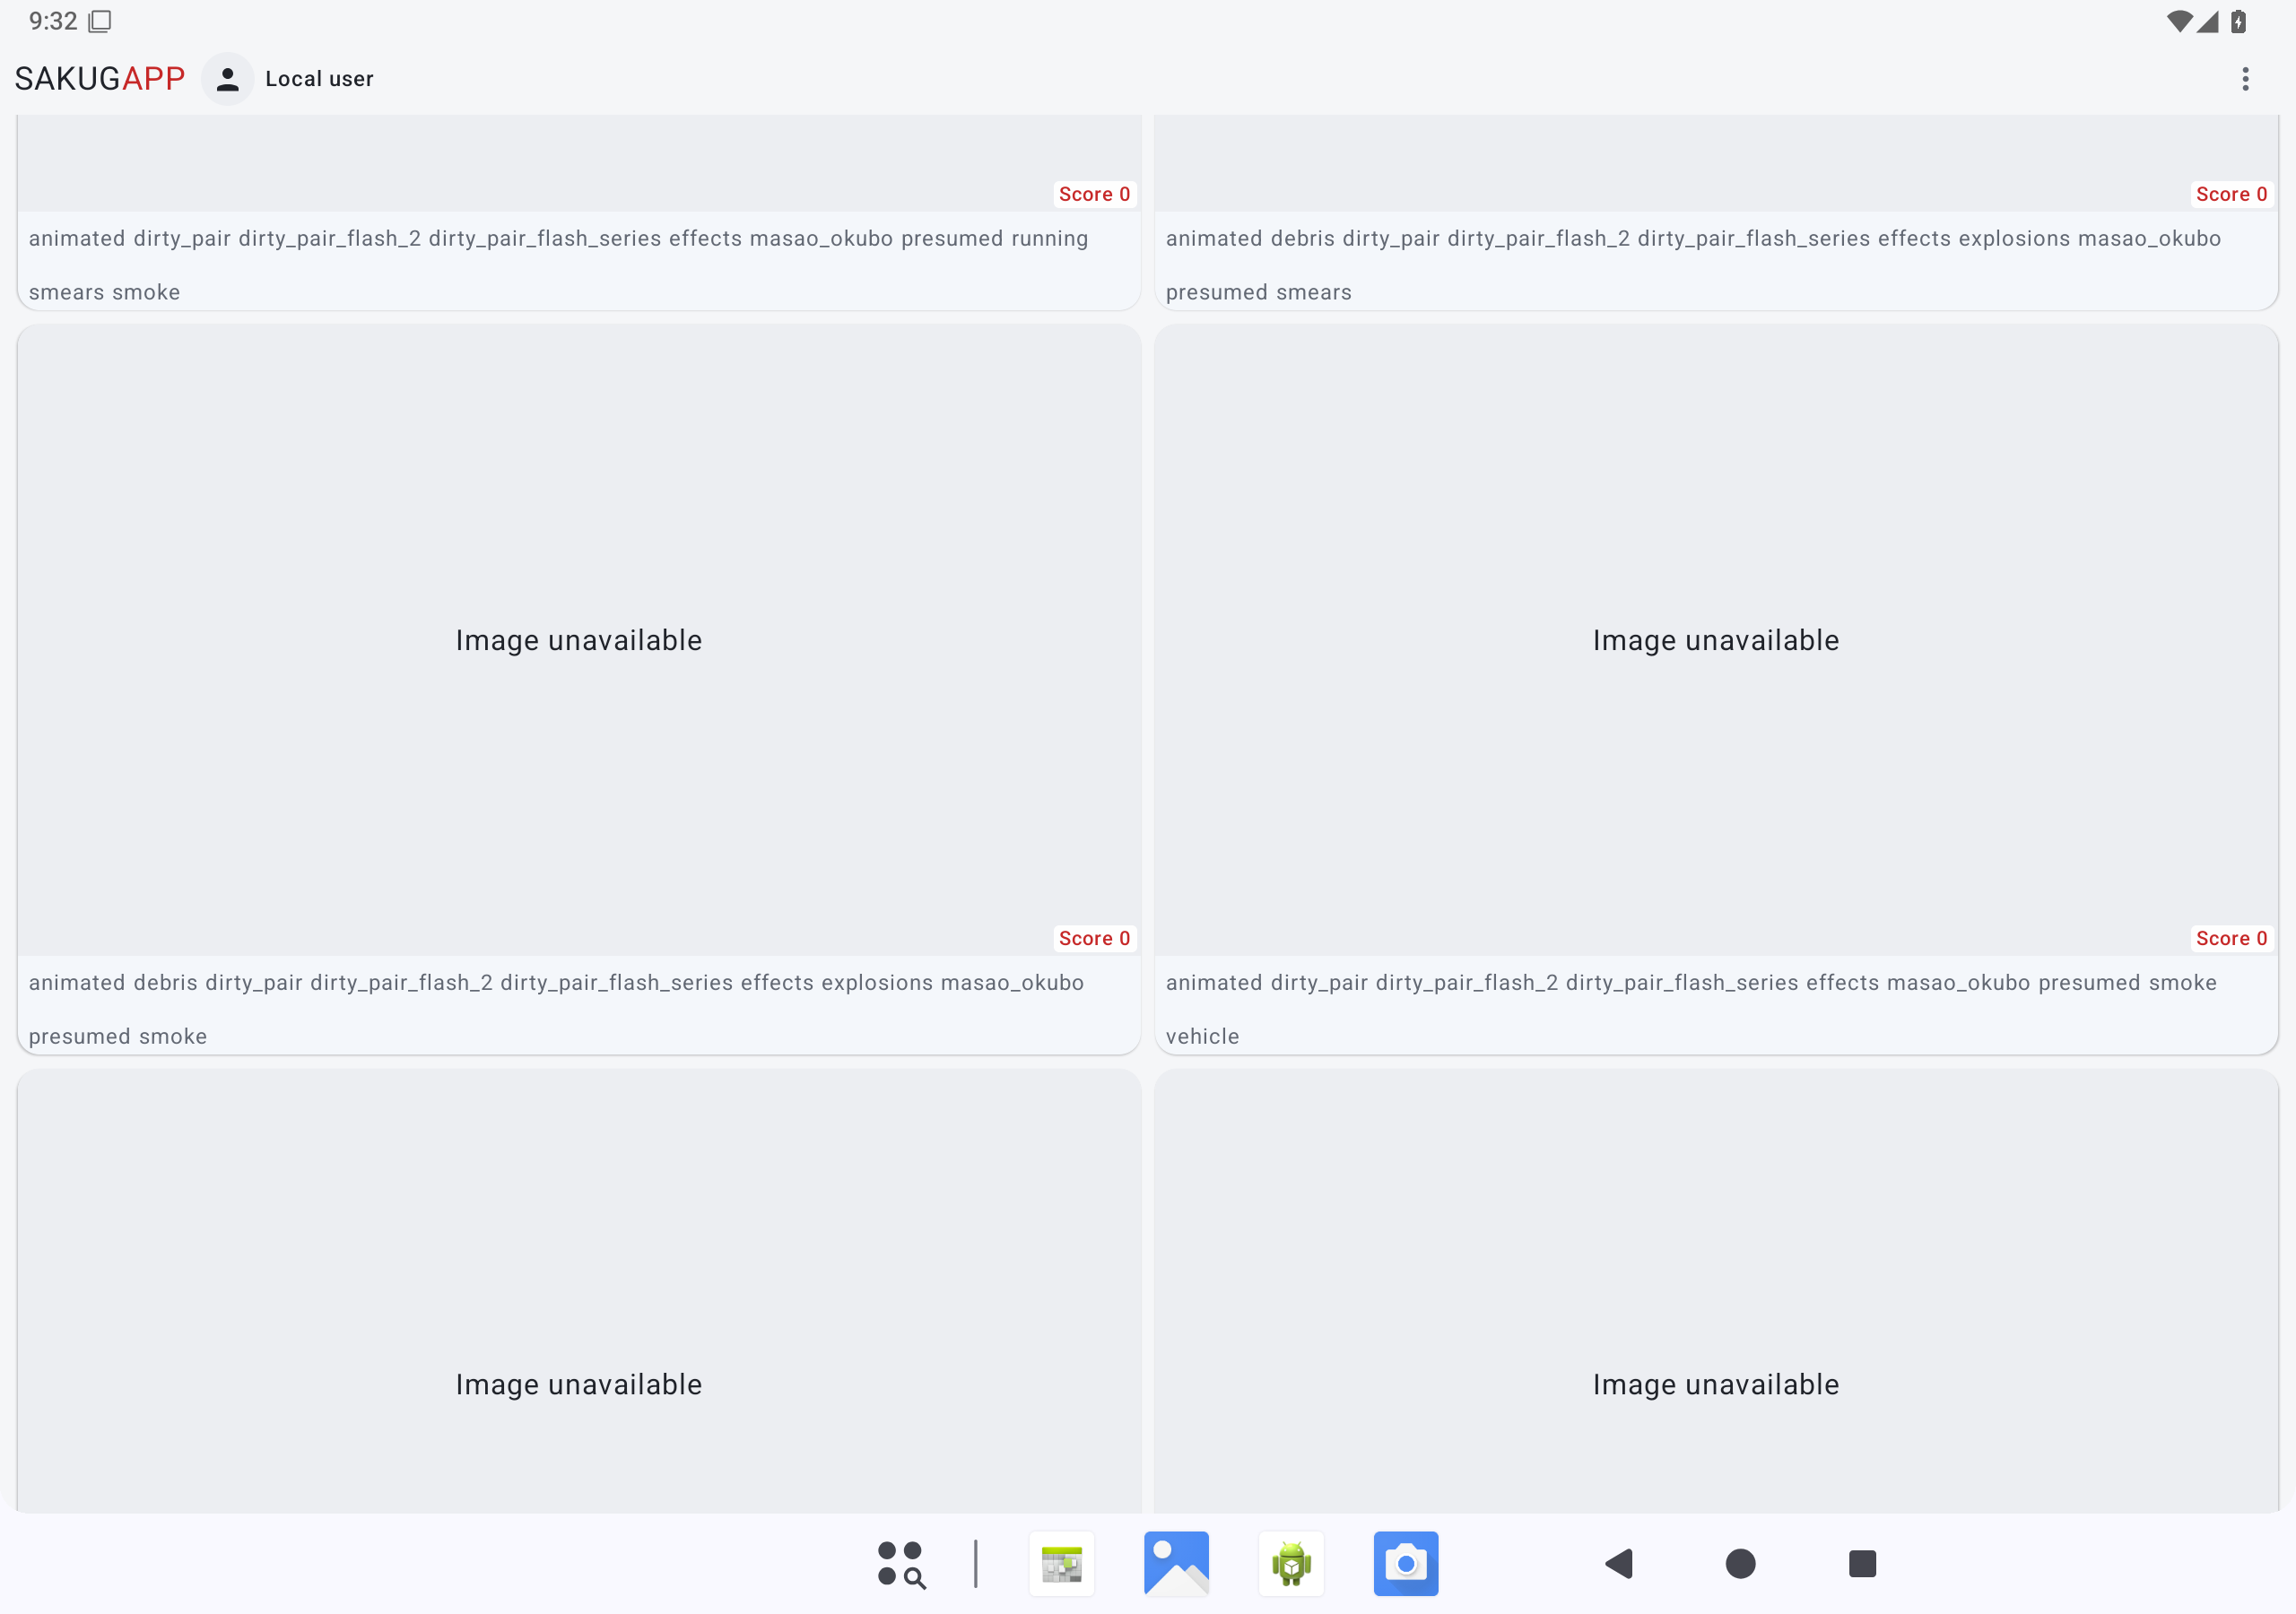 9:32
SAKUGAPP Local user
Score 0
Score 0
animated dirty_pair dirty_pair_flash_2 dirty_pair_flash_series effects masao_okubo presumed running
smears smoke
animated debris dirty_pair dirty_pair_flash_2 dirty_pair_flash_series effects explosions masao_okubo
presumed smears
Image unavailable
Image unavailable
Score 0
Score 0
animated debris dirty_pair dirty_pair_flash_2 dirty_pair_flash_series effects explosions masao_okubo
presumed smoke
animated dirty_pair dirty_pair_flash_2 dirty_pair_flash_series effects masao_okubo presumed smoke
vehicle
Image unavailable
Image unavailable